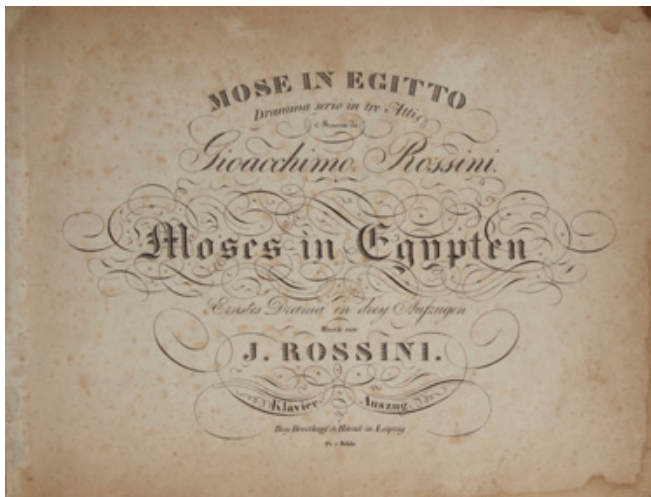 MOSE IN EGITTO
Dramma serio in tre Atti
Gioacchimo Rossini.
Moses in Egypten
Ernstes Drama in drey Aufzügen
Musik von
J. ROSSINI.
Klavier Auszug.
Bey Breitkopf & Härtel in Leipzig